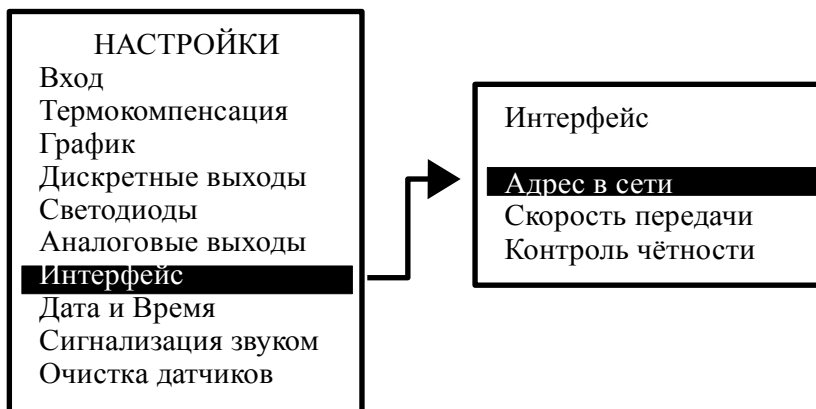 НАСТРОЙКИ
Вход
Термокомпенсация
График
Дискретные выходы
Светодиоды
Аналоговые выходы
Интерфейс
Дата и Время
Сигнализация звуком
Очистка датчиков
Интерфейс
Адрес в сети
Скорость передачи
Контроль чётности